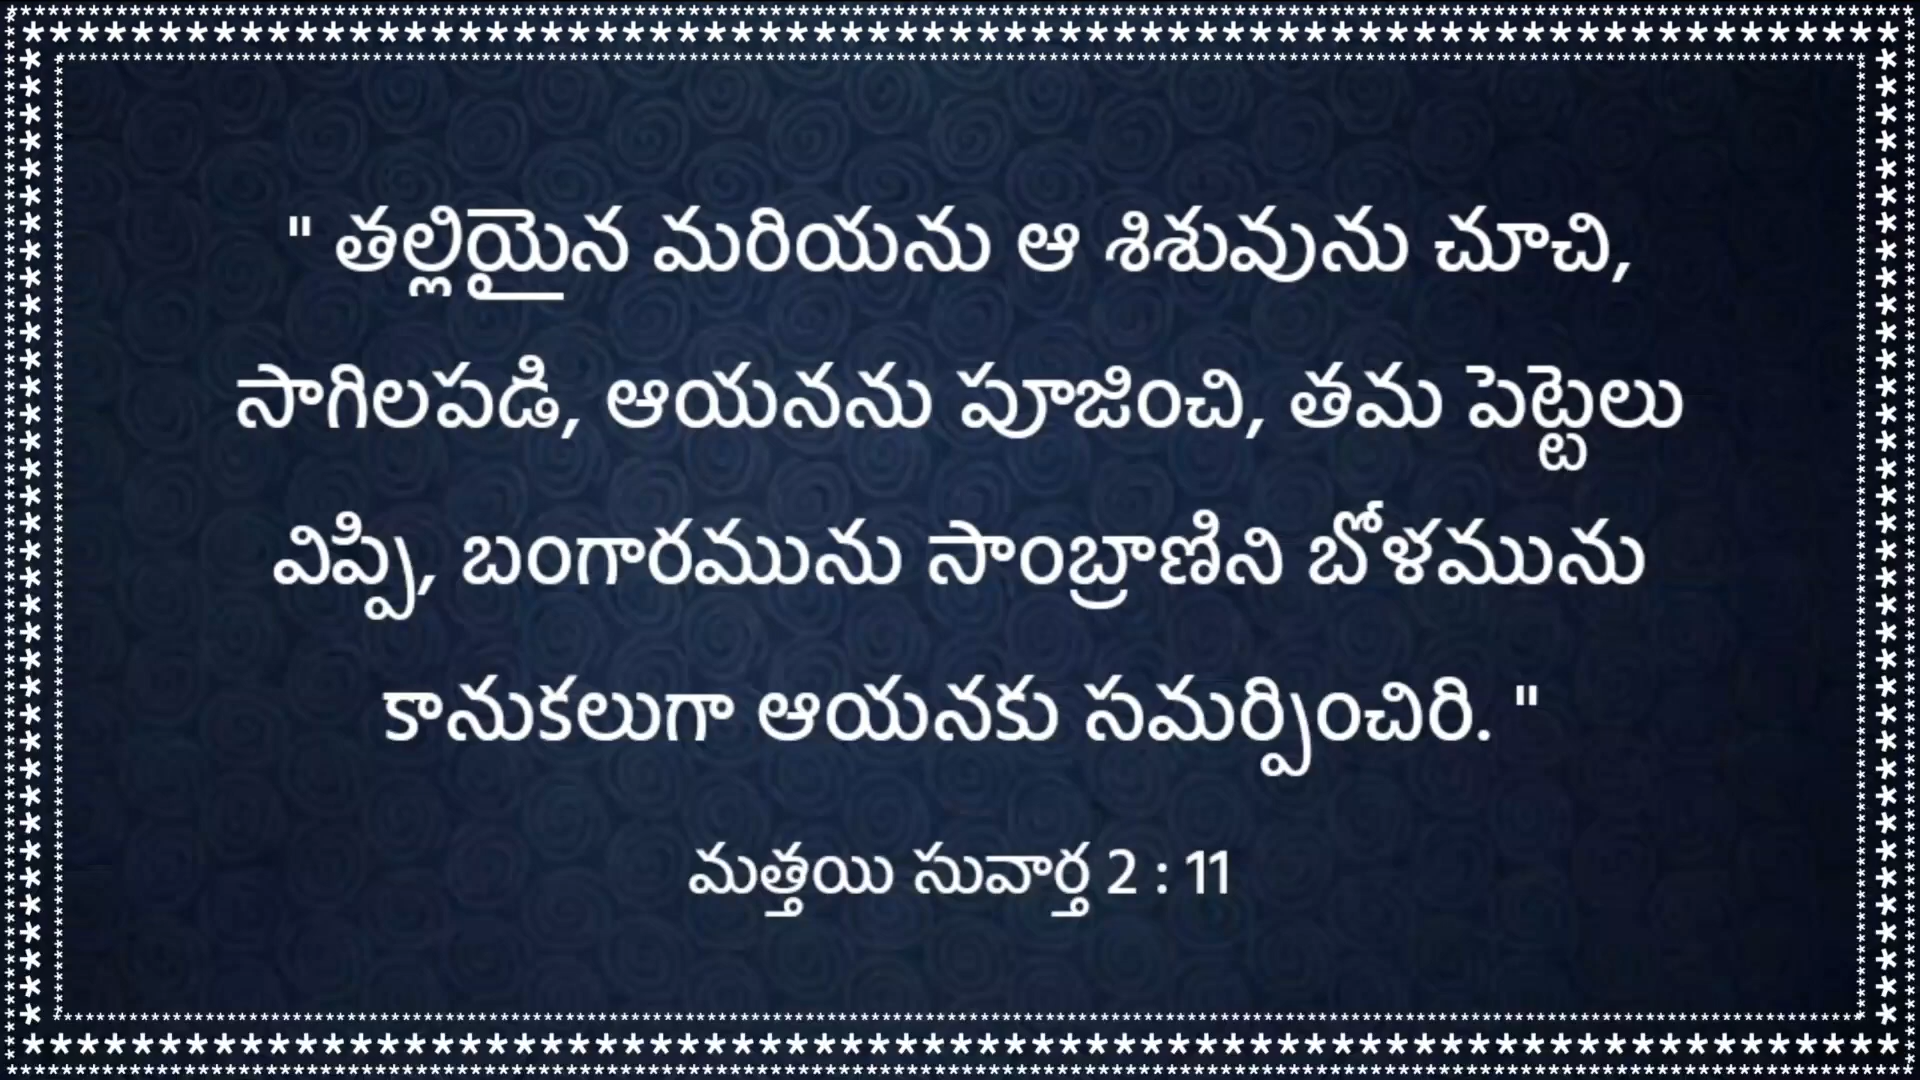 " తల్లియైన మరియను ఆ శిశువును చూచి,
సాగిలపడి, ఆయనను పూజించి, తమ పెట్టెలు
విప్పి, బంగారమును సాంబ్రాణిని బోళమును
కానుకలుగా ఆయనకు సమర్పించిరి. "
మత్తయి సువార్త 2 : 11